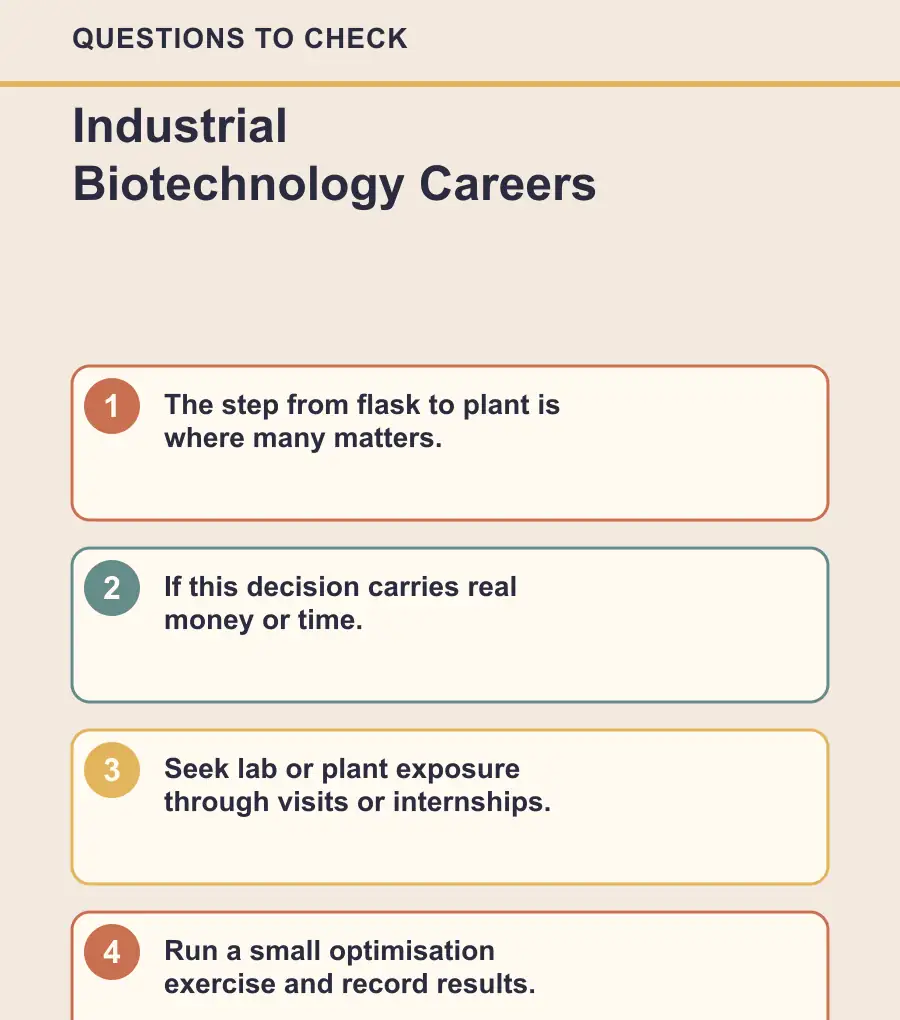 QUESTIONS TO CHECK
Industrial
Biotechnology Careers
1
The step from flask to plant is
where many matters.
2
If this decision carries real
money or time.
3
Seek lab or plant exposure
through visits or internships.
4
Run a small optimisation
exercise and record results.